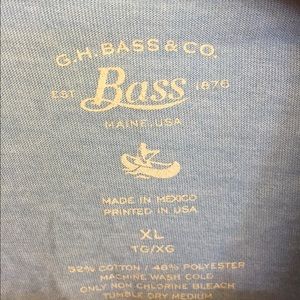 G.H. BASS & CO.
EST Bass 1876
MAINE, USA
MADE IN MEXICO
PRINTED IN USA
XL
TG/XG
52% COTTON / 48% POLYESTER
MACHINE WASH COLD
ONLY NON CHLORINE BLEACH
TUMBLE DRY MEDIUM